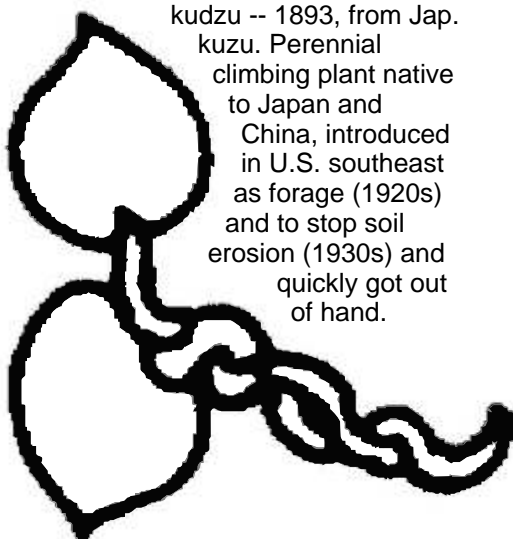 kudzu -- 1893, from Jap.
kuzu. Perennial
climbing plant native
to Japan and
China, introduced
in U.S. southeast
as forage (1920s)
and to stop soil
erosion (1930s) and
quickly got out
of hand.